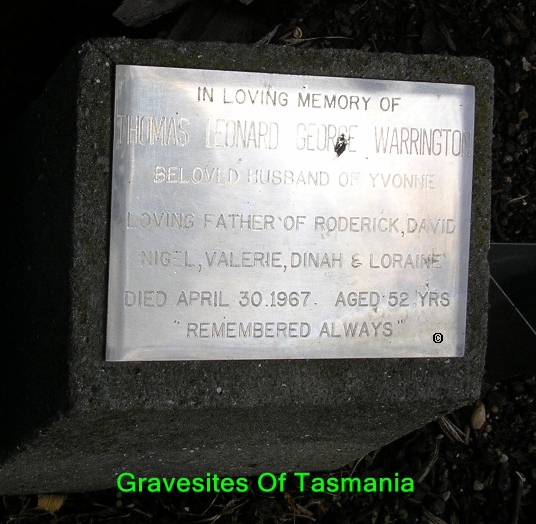 IN LOVING MEMORY OF
THOMAS LEONARD GEORGE WARRINGTON
BELOVED HUSBAND OF YVONNE
LOVING FATHER OF RODERICK, DAVID
NIGEL, VALERIE, DINAH & LORAINE
DIED APRIL 30.1967. AGED 52 YRS
"REMEMBERED ALWAYS"
©
Gravesites Of Tasmania